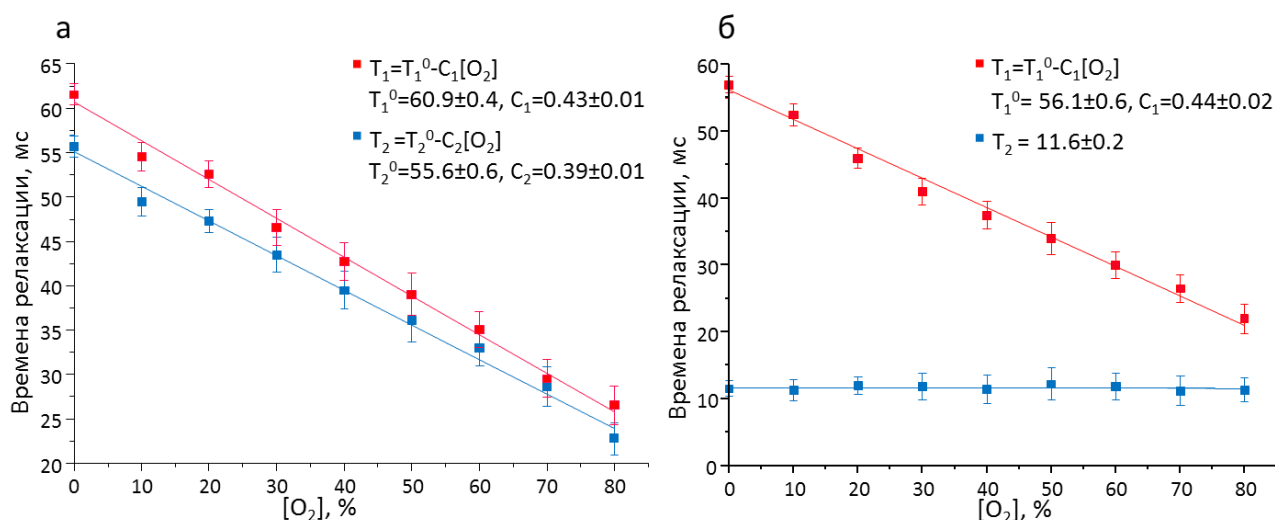 а
Времена релаксации, мс
65
60
55
50
45
40
35
30
25
20
T₁=T₁⁰-C₁[O₂]
T₁⁰=60.9±0.4, C₁=0.43±0.01
T₂=T₂⁰-C₂[O₂]
T₂⁰=55.6±0.6, C₂=0.39±0.01
0 10 20 30 40 50 60 70 80
[O₂], %
б
Времена релаксации, мс
60
50
40
30
20
10
0
T₁=T₁⁰-C₁[O₂]
T₁⁰= 56.1±0.6, C₁=0.44±0.02
T₂ = 11.6±0.2
0 10 20 30 40 50 60 70 80
[O₂], %